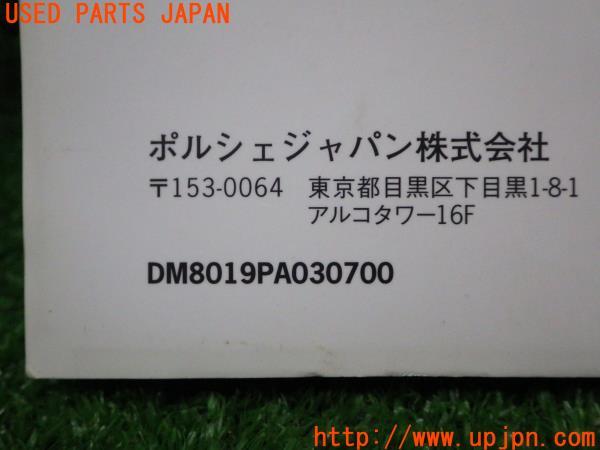 USED PARTS JAPAN
ポルシェジャパン株式会社
〒153-0064 東京都目黒区下目黒1-8-1
アルコタワー16F
DM8019PA030700
http://www.upjpn.com